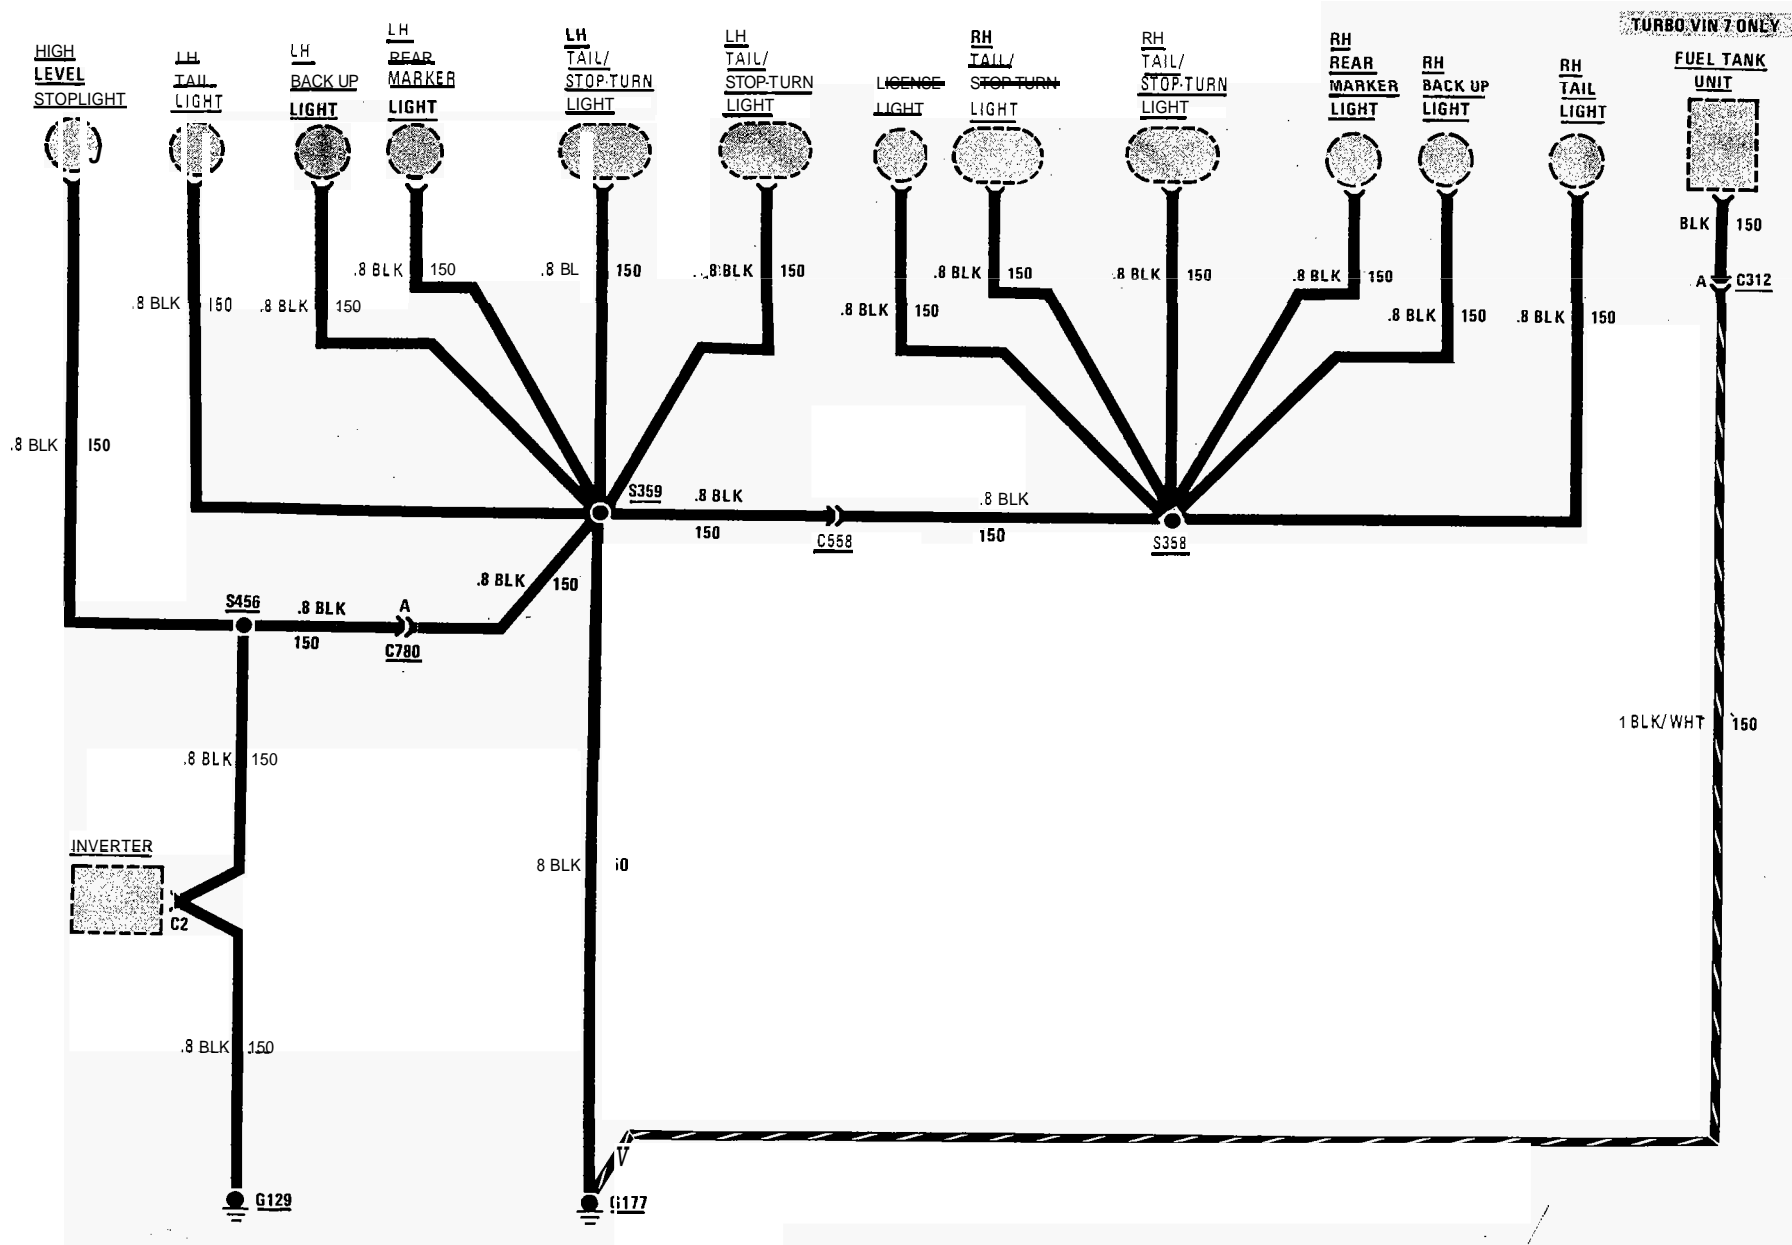 HIGH
LEVEL
STOPLIGHT
LH
TAIL
LIGHT
LH
BACK UP
LIGHT
LH
REAR
MARKER
LIGHT
LH
TAIL/
STOP-TURN
LIGHT
LH
TAIL/
STOP-TURN
LIGHT
LICENSE
LIGHT
RH
TAIL/
STOP-TURN
LIGHT
RH
TAIL/
STOP-TURN
LIGHT
RH
REAR
MARKER
LIGHT
RH
BACK UP
LIGHT
RH
TAIL
LIGHT
TURBO VIN 7 ONLY
FUEL TANK
UNIT
BLK 150
A C312
.8 BLK 150
.8 BLK 150
.8 BL 150
.8 BLK 150
.8 BLK 150
.8 BLK 150
.8 BLK 150
.8 BLK 150
.8 BLK 150
.8 BLK 150
.8 BLK 150
.8 BLK 150
.8 BLK 150
S359
.8 BLK
150
C558
.8 BLK
150
S358
.8 BLK 150
S456
.8 BLK
150
A
C780
1 BLK/WHT 150
.8 BLK 150
INVERTER
C2
8 BLK
.8 BLK 150
V
G129
G177